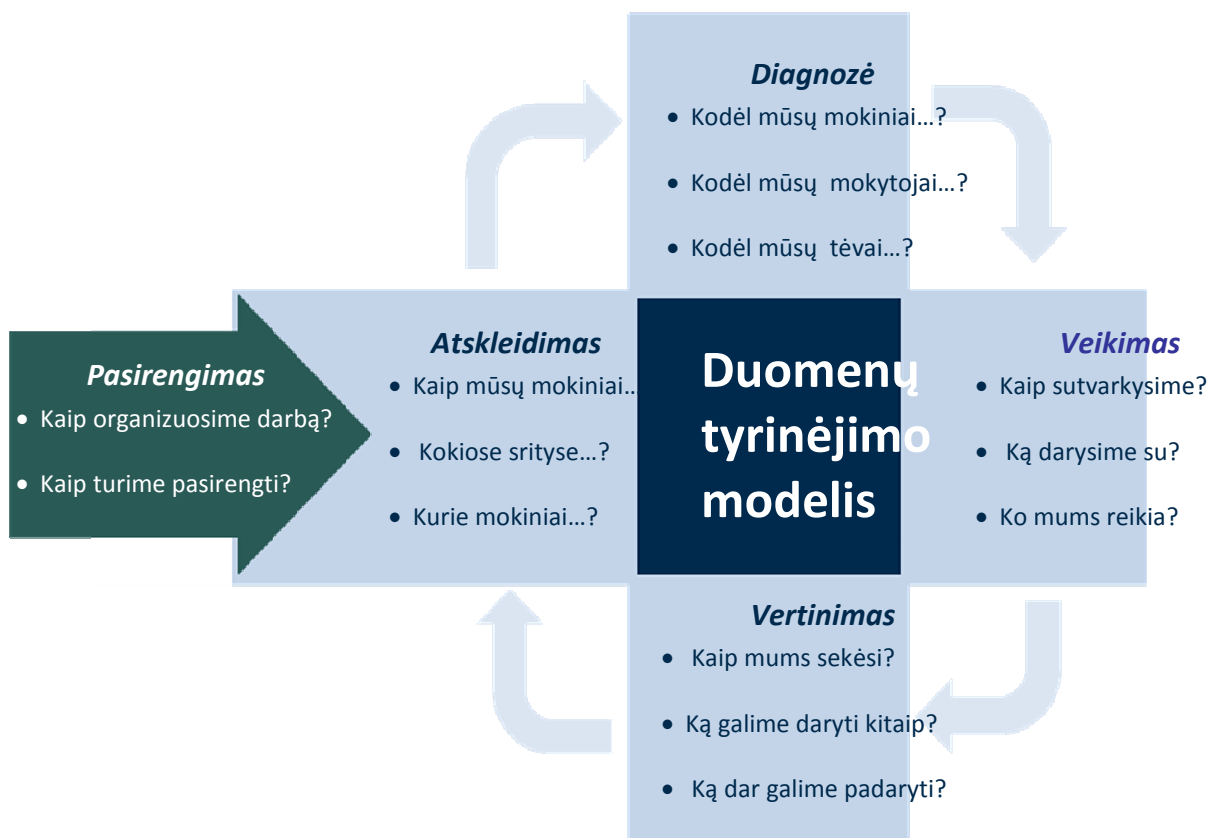 Diagnozė
• Kodėl mūsų mokiniai…?
• Kodėl mūsų mokytojai…?
• Kodėl mūsų tėvai…?
Pasirengimas
• Kaip organizuosime darbą?
• Kaip turime pasirengti?
Atskleidimas
• Kaip mūsų mokiniai…
• Kokiose srityse…?
• Kurie mokiniai…?
Duomenų
tyrinėjimo
modelis
Veikimas
• Kaip sutvarkysime?
• Ką darysime su?
• Ko mums reikia?
Vertinimas
• Kaip mums sekėsi?
• Ką galime daryti kitaip?
• Ką dar galime padaryti?